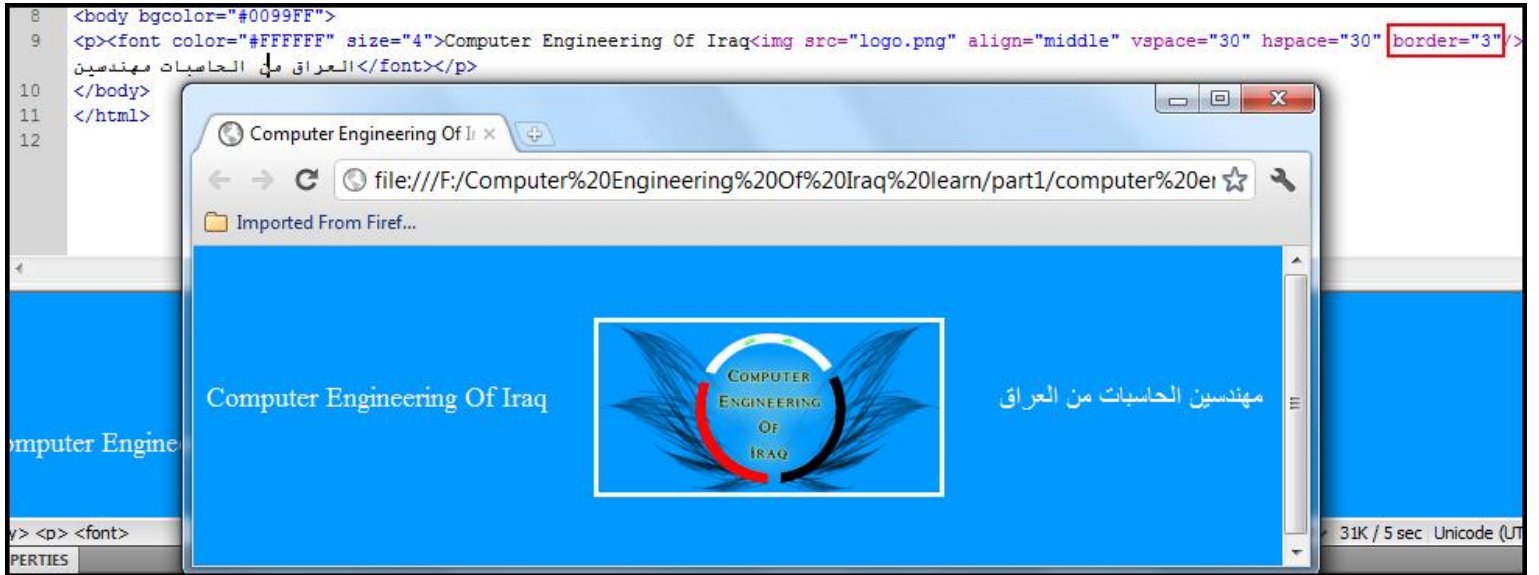 8 <body bgcolor="#0099FF">
9 <p><font color="#FFFFFF" size="4">Computer Engineering Of Iraq<img src="logo.png" align="middle" vspace="30" hspace="30" border="3"/>
العراق من الحاسبات مهندسين</font></p>
10 </body>
11 </html>
12
Computer Engineering Of
file:///F:/Computer%20Engineering%20Of%20Iraq%20learn/part1/computer%20er
Imported From Firef...
Computer Engineering Of Iraq
COMPUTER
ENGINEERING
OF
IRAQ
مهندسين الحاسبات من العراق
omputer Engine
y> <p> <font>
31K / 5 sec Unicode (UT
PERTIES